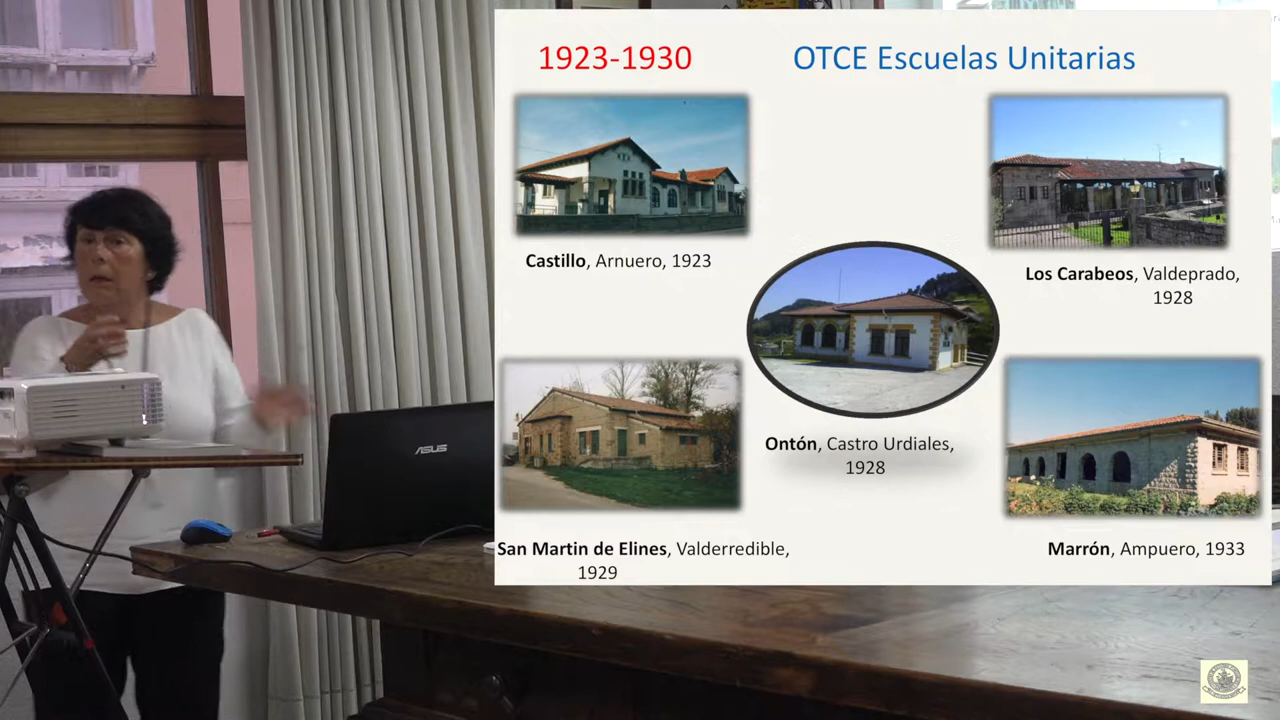 1923-1930
OTCE Escuelas Unitarias
Castillo, Arnuero, 1923
Los Carabeos, Valdeprado,
1928
Ontón, Castro Urdiales,
1928
San Martin de Elines, Valderredible,
1929
Marrón, Ampuero, 1933
ASUS